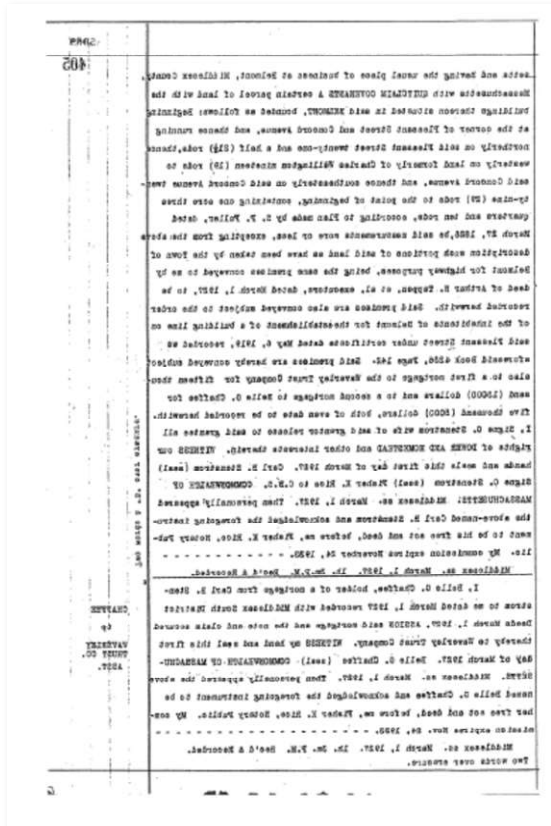 405
setts and having the usual place of business at Belmont, Middlesex County,
Massachusetts with QUITCLAIM COVENANTS A certain parcel of land with the
buildings thereon situated in said BELMONT, bounded as follows: Beginning
at the corner of Pleasant Street and Concord Avenue, and thence running
northerly on said Pleasant Street twenty-one and a half (21½) rods, thence
westerly on land formerly of Charles Wellington nineteen (19) rods to
said Concord Avenue, and thence southeasterly on said Concord Avenue twen-
ty-nine (29) rods to the point of beginning, containing one acre three
quarters and ten rods, according to Plan made by S. P. Fuller, dated
March 27, 1886, be said measurements more or less, excepting from the above
description such portions of said land as have been taken by the Town of
Belmont for highway purposes, being the same premises conveyed to me by
deed of Arthur H. Tappan, et al, executors, dated March 1, 1927, to be
recorded herewith. Said premises are also conveyed subject to the order
of the inhabitants of Belmont for theestablishment of a building line on
said Pleasant Street under certificate dated May 6, 1919, recorded as
aforesaid Book 4256, Page 142. Said premises are hereby conveyed subject
also to a first mortgage to the Waverley Trust Company for fifteen thou-
sand (15000) dollars and to a second mortgage to Belle G. Chaffee for
five thousand (5000) dollars, both of even date to be recorded herewith.
I, Signe G. Stenstrom wife of said grantor release to said grantee all
rights of DOWER AND HOMESTEAD and other interests therein. WITNESS our
hands and seals this first day of March 1927. Carl H. Stenstrom (seal)
Signe G. Stenstrom (seal) Fisher K. Rice to C.H.S. COMMONWEALTH OF
MASSACHUSETTS. Middlesex ss. March 1, 1927. Then personally appeared
the above-named Carl H. Stenstrom and acknowledged the foregoing instru-
ment to be his free act and deed, before me, Fisher K. Rice, Notary Pub-
lic. My commission expires November 24, 1933. - - - - - - - - - - - -
Middlesex ss. March 1, 1927. 1h. 3m. P.M. Rec'd & Recorded.
CHAFFEE
to
WAVERLEY
TRUST CO.
ASST.
I, Belle G. Chaffee, holder of a mortgage from Carl H. Sten-
strom to me dated March 1, 1927 recorded with Middlesex South District
Deeds March 1, 1927, ASSIGN said mortgage and the note and claim secured
thereby to Waverley Trust Company. WITNESS my hand and seal this first
day of March 1927. Belle G. Chaffee (seal) COMMONWEALTH OF MASSACHU-
SETTS. Middlesex ss. March 1, 1927. Then personally appeared the above
named Belle G. Chaffee and acknowledged the foregoing instrument to be
her free act and deed, before me, Fisher K. Rice, Notary Public. My com-
mission expires Nov. 24, 1933. - - - - - - - - - - - - - - - - - -
Middlesex ss. March 1, 1927. 1h. 3m. P.M. Rec'd & Recorded.
Two words over erasure.